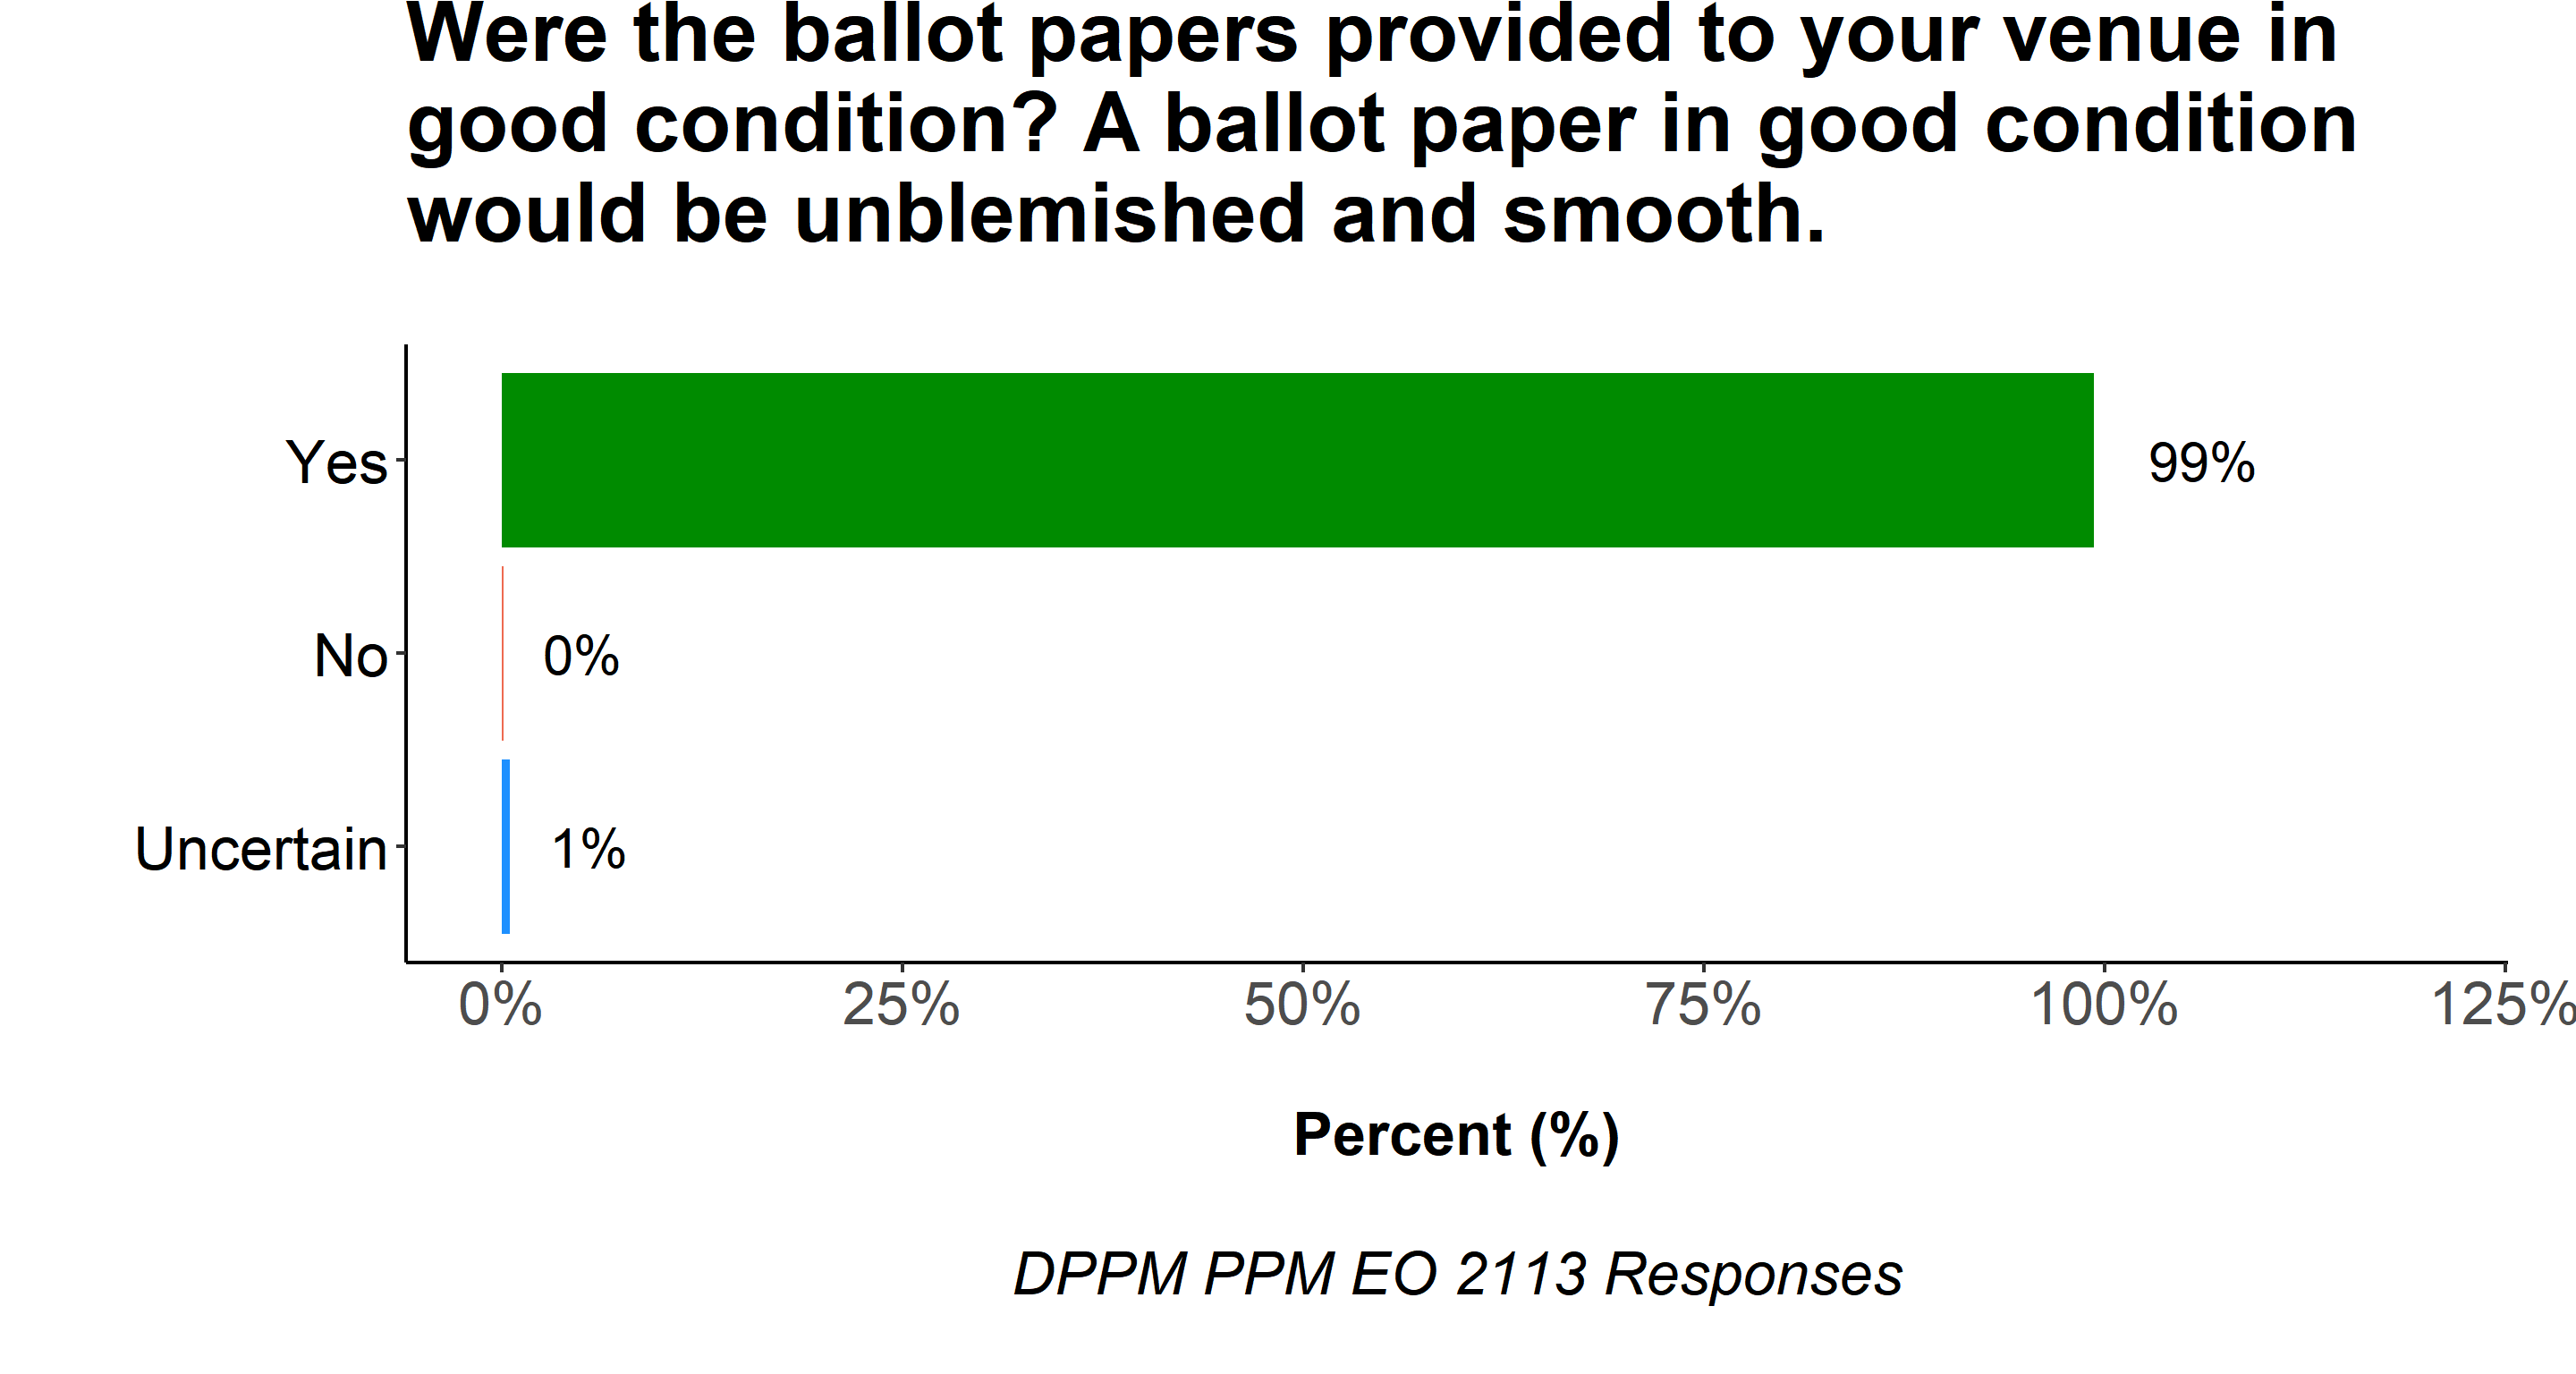 Were the ballot papers provided to your venue in
good condition? A ballot paper in good condition
would be unblemished and smooth.
Yes
99%
No
0%
Uncertain
1%
0% 25% 50% 75% 100% 125%
Percent (%)
DPPM PPM EO 2113 Responses